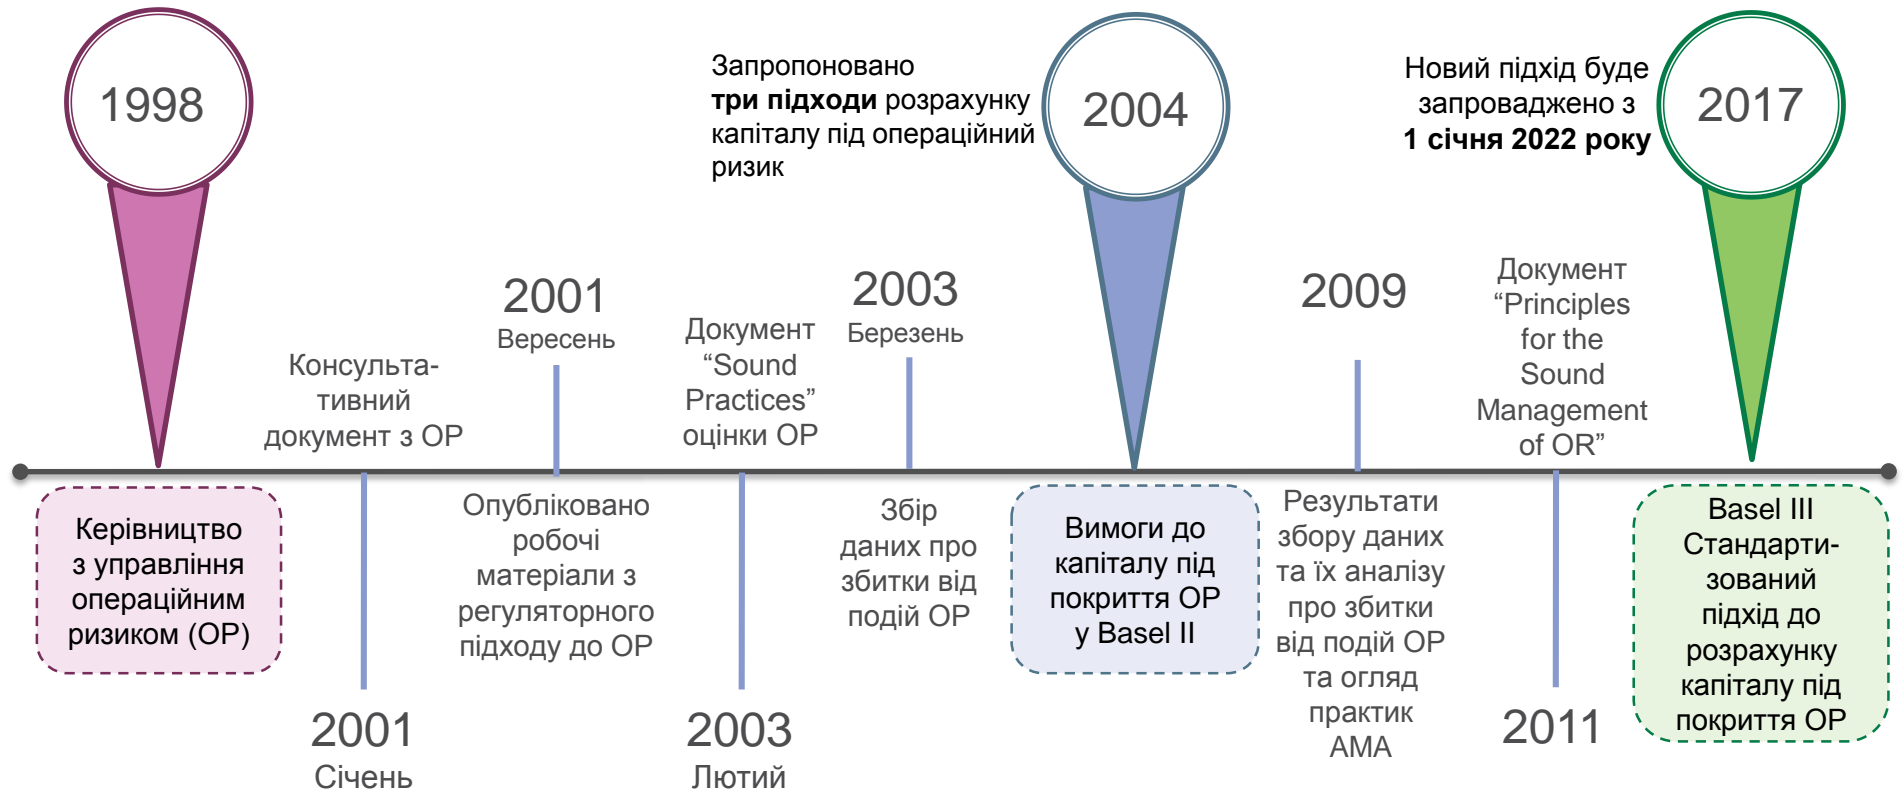 1998
Керівництво
з управління
операційним
ризиком (ОР)
Консульта-
тивний
документ з ОР
2001
Січень
2001
Вересень
Опубліковано
робочі
матеріали з
регуляторного
підходу до ОР
Документ
“Sound
Practices”
оцінки ОР
2003
Лютий
2003
Березень
Збір
даних про
збитки від
подій ОР
Запропоновано
три підходи розрахунку
капіталу під операційний
ризик
2004
Вимоги до
капіталу під
покриття ОР
у Basel II
2009
Результати
збору даних
та їх аналізу
про збитки
від подій ОР
та огляд
практик
АМА
Документ
“Principles
for the
Sound
Management
of OR”
2011
Новий підхід буде
запроваджено з
1 січня 2022 року
2017
Basel III
Стандарти-
зований
підхід до
розрахунку
капіталу під
покриття ОР